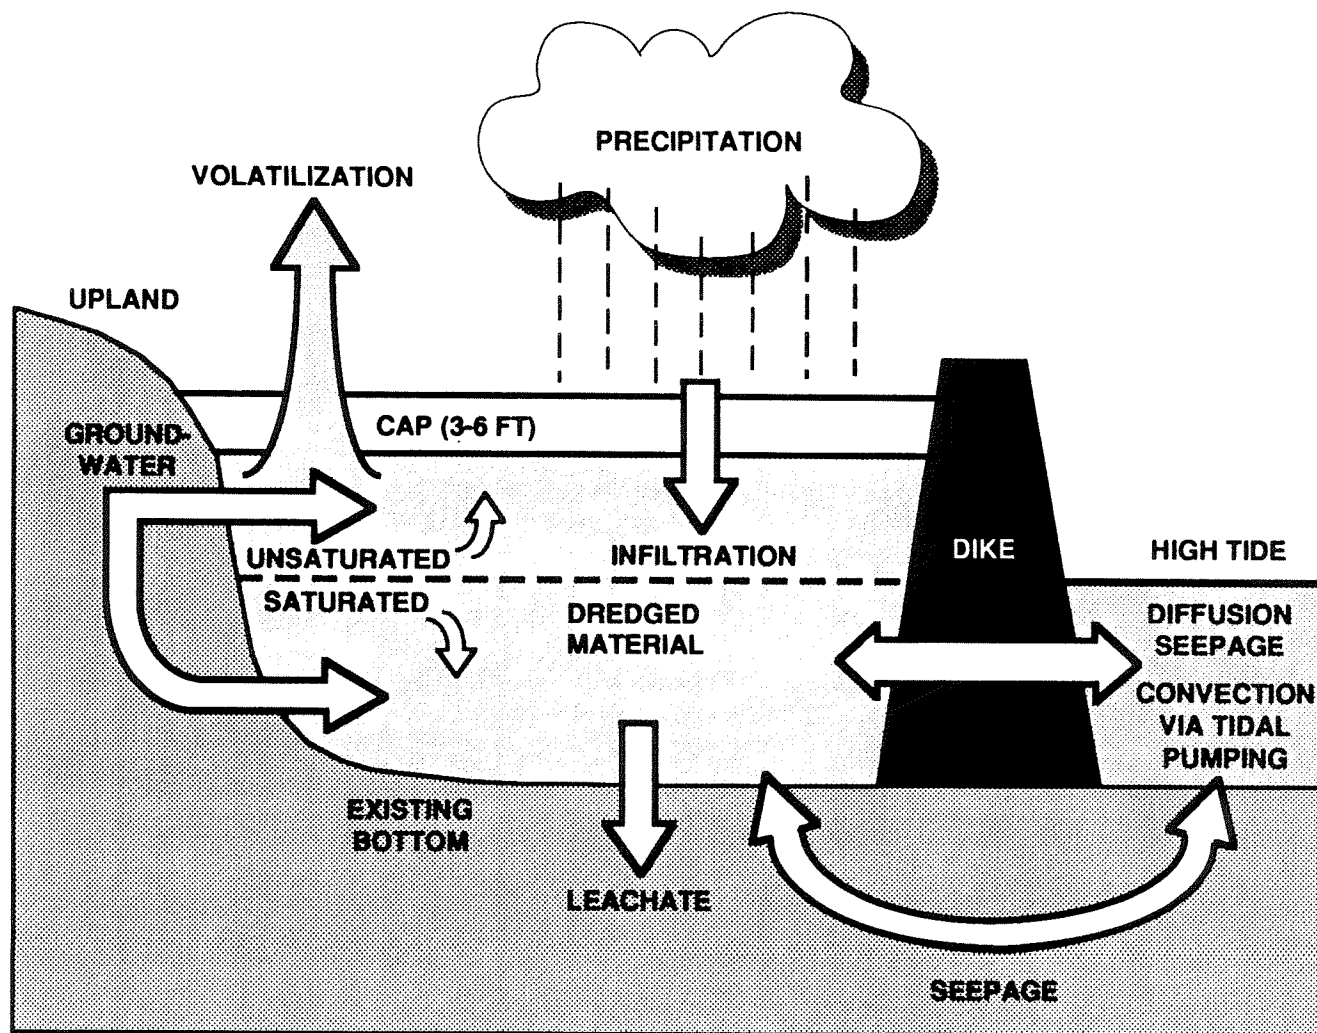 PRECIPITATION
VOLATILIZATION
UPLAND
CAP (3-6 FT)
GROUND-
WATER
UNSATURATED
INFILTRATION
DIKE
HIGH TIDE
SATURATED
DREDGED
MATERIAL
DIFFUSION
SEEPAGE
CONVECTION
VIA TIDAL
PUMPING
EXISTING
BOTTOM
LEACHATE
SEEPAGE